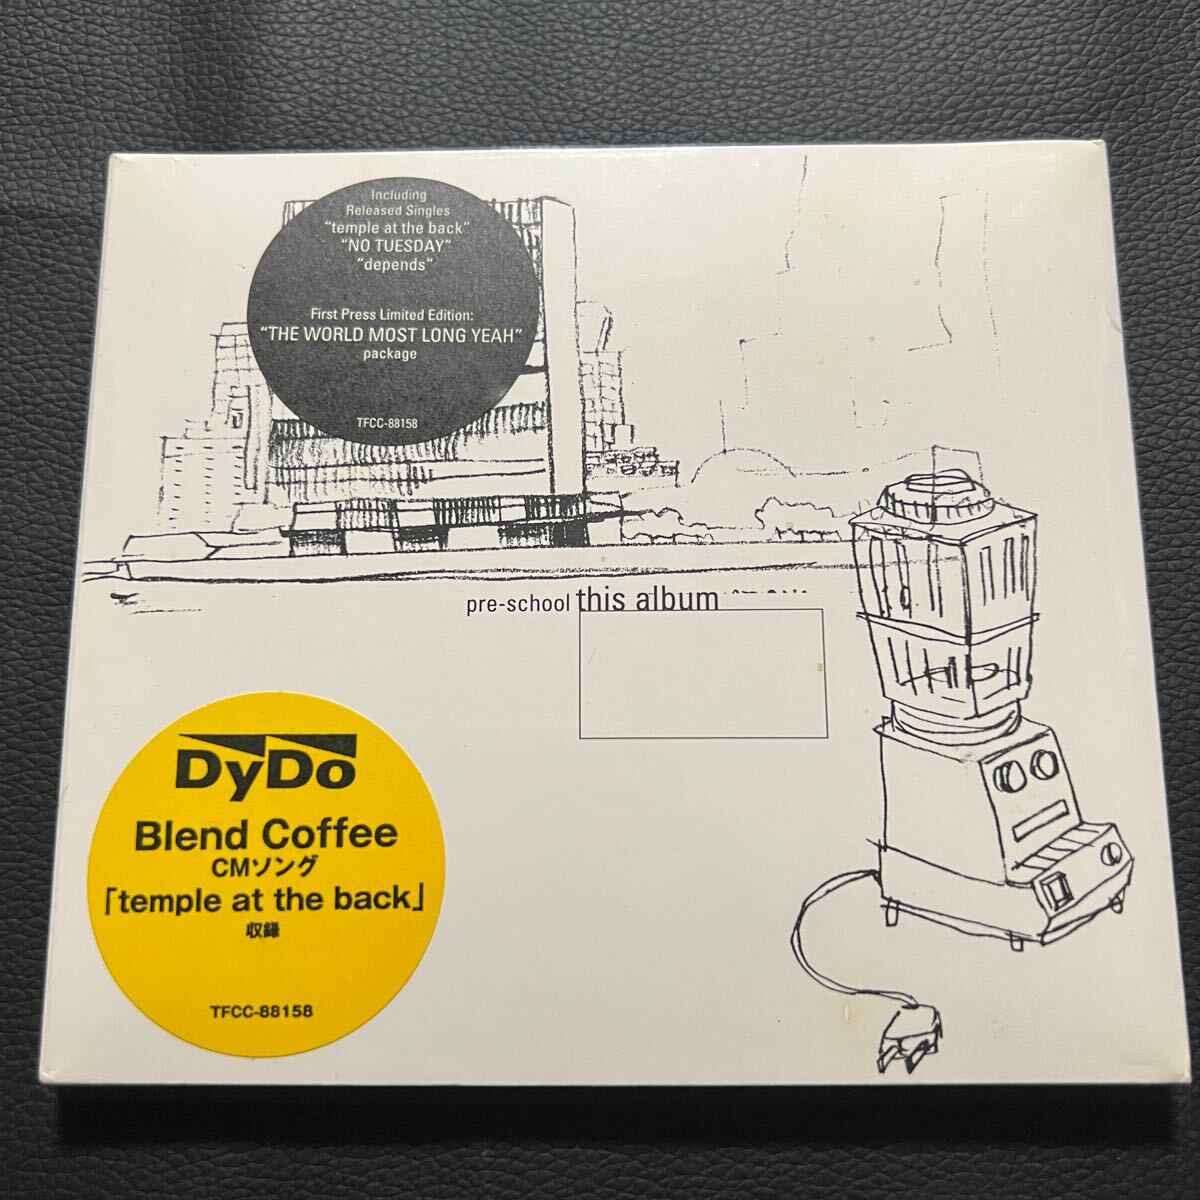 Including
Released Singles
"temple at the back"
"NO TUESDAY"
"depends"
First Press Limited Edition:
"THE WORLD MOST LONG YEAH"
package
TFCC-88158
pre-school this album
DyDo
Blend Coffee
CMソング
「temple at the back」
収録
TFCC-88158